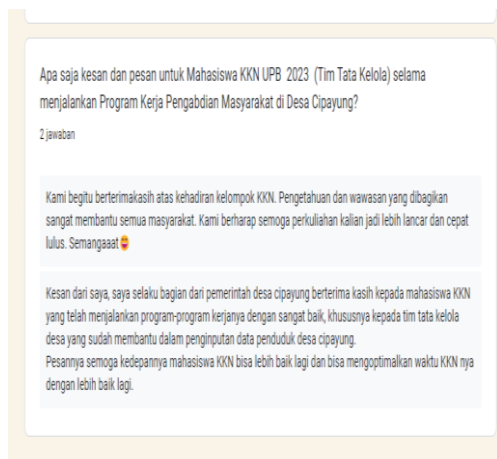 Apa saja kesan dan pesan untuk Mahasiswa KKN UPB 2023 (Tim Tata Kelola) selama
menjalankan Program Kerja Pengabdian Masyarakat di Desa Cipayung?
2 jawaban
Kami begitu berterimakasih atas kehadiran kelompok KKN. Pengetahuan dan wawasan yang dibagikan
sangat membantu semua masyarakat. Kami berharap semoga perkuliahan kalian jadi lebih lancar dan cepat
lulus. Semangaaat😄
Kesan dari saya, saya selaku bagian dari pemerintah desa cipayung berterima kasih kepada mahasiswa KKN
yang telah menjalankan program-program kerjanya dengan sangat baik, khususnya kepada tim tata kelola
desa yang sudah membantu dalam penginputan data penduduk desa cipayung.
Pesannya semoga kedepannya mahasiswa KKN bisa lebih baik lagi dan bisa mengoptimalkan waktu KKN nya
dengan lebih baik lagi.